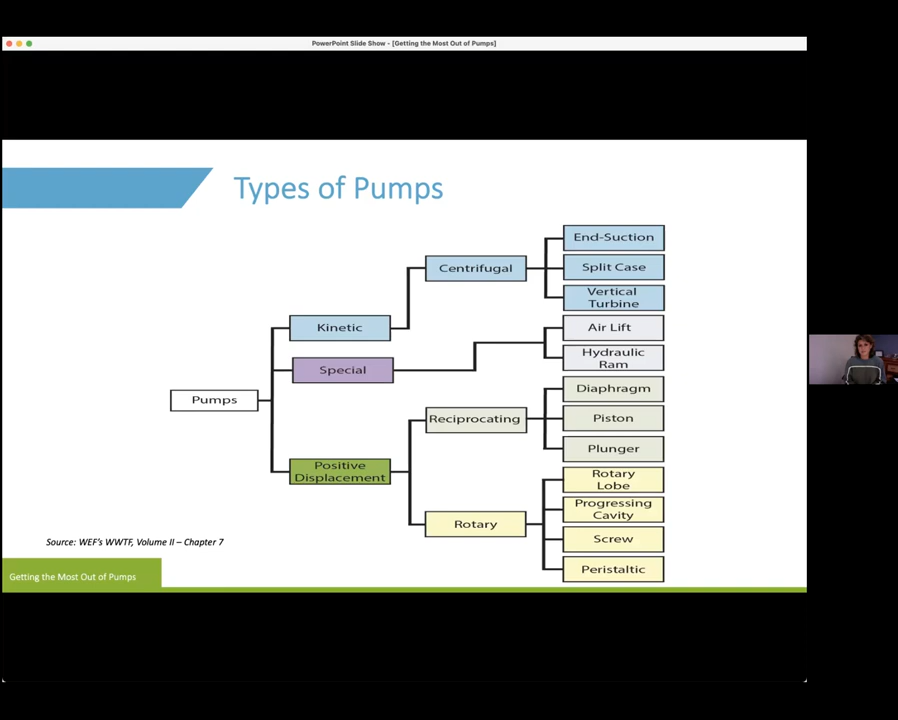 PowerPoint Slide Show - [Getting the Most Out of Pumps]
Types of Pumps
End-Suction
Centrifugal
Split Case
Vertical
Turbine
Kinetic
Air Lift
Special
Hydraulic
Ram
Pumps
Diaphragm
Reciprocating
Piston
Plunger
Positive
Displacement
Rotary
Lobe
Progressing
Cavity
Rotary
Screw
Peristaltic
Source: WEF's WWTF, Volume II – Chapter 7
Getting the Most Out of Pumps